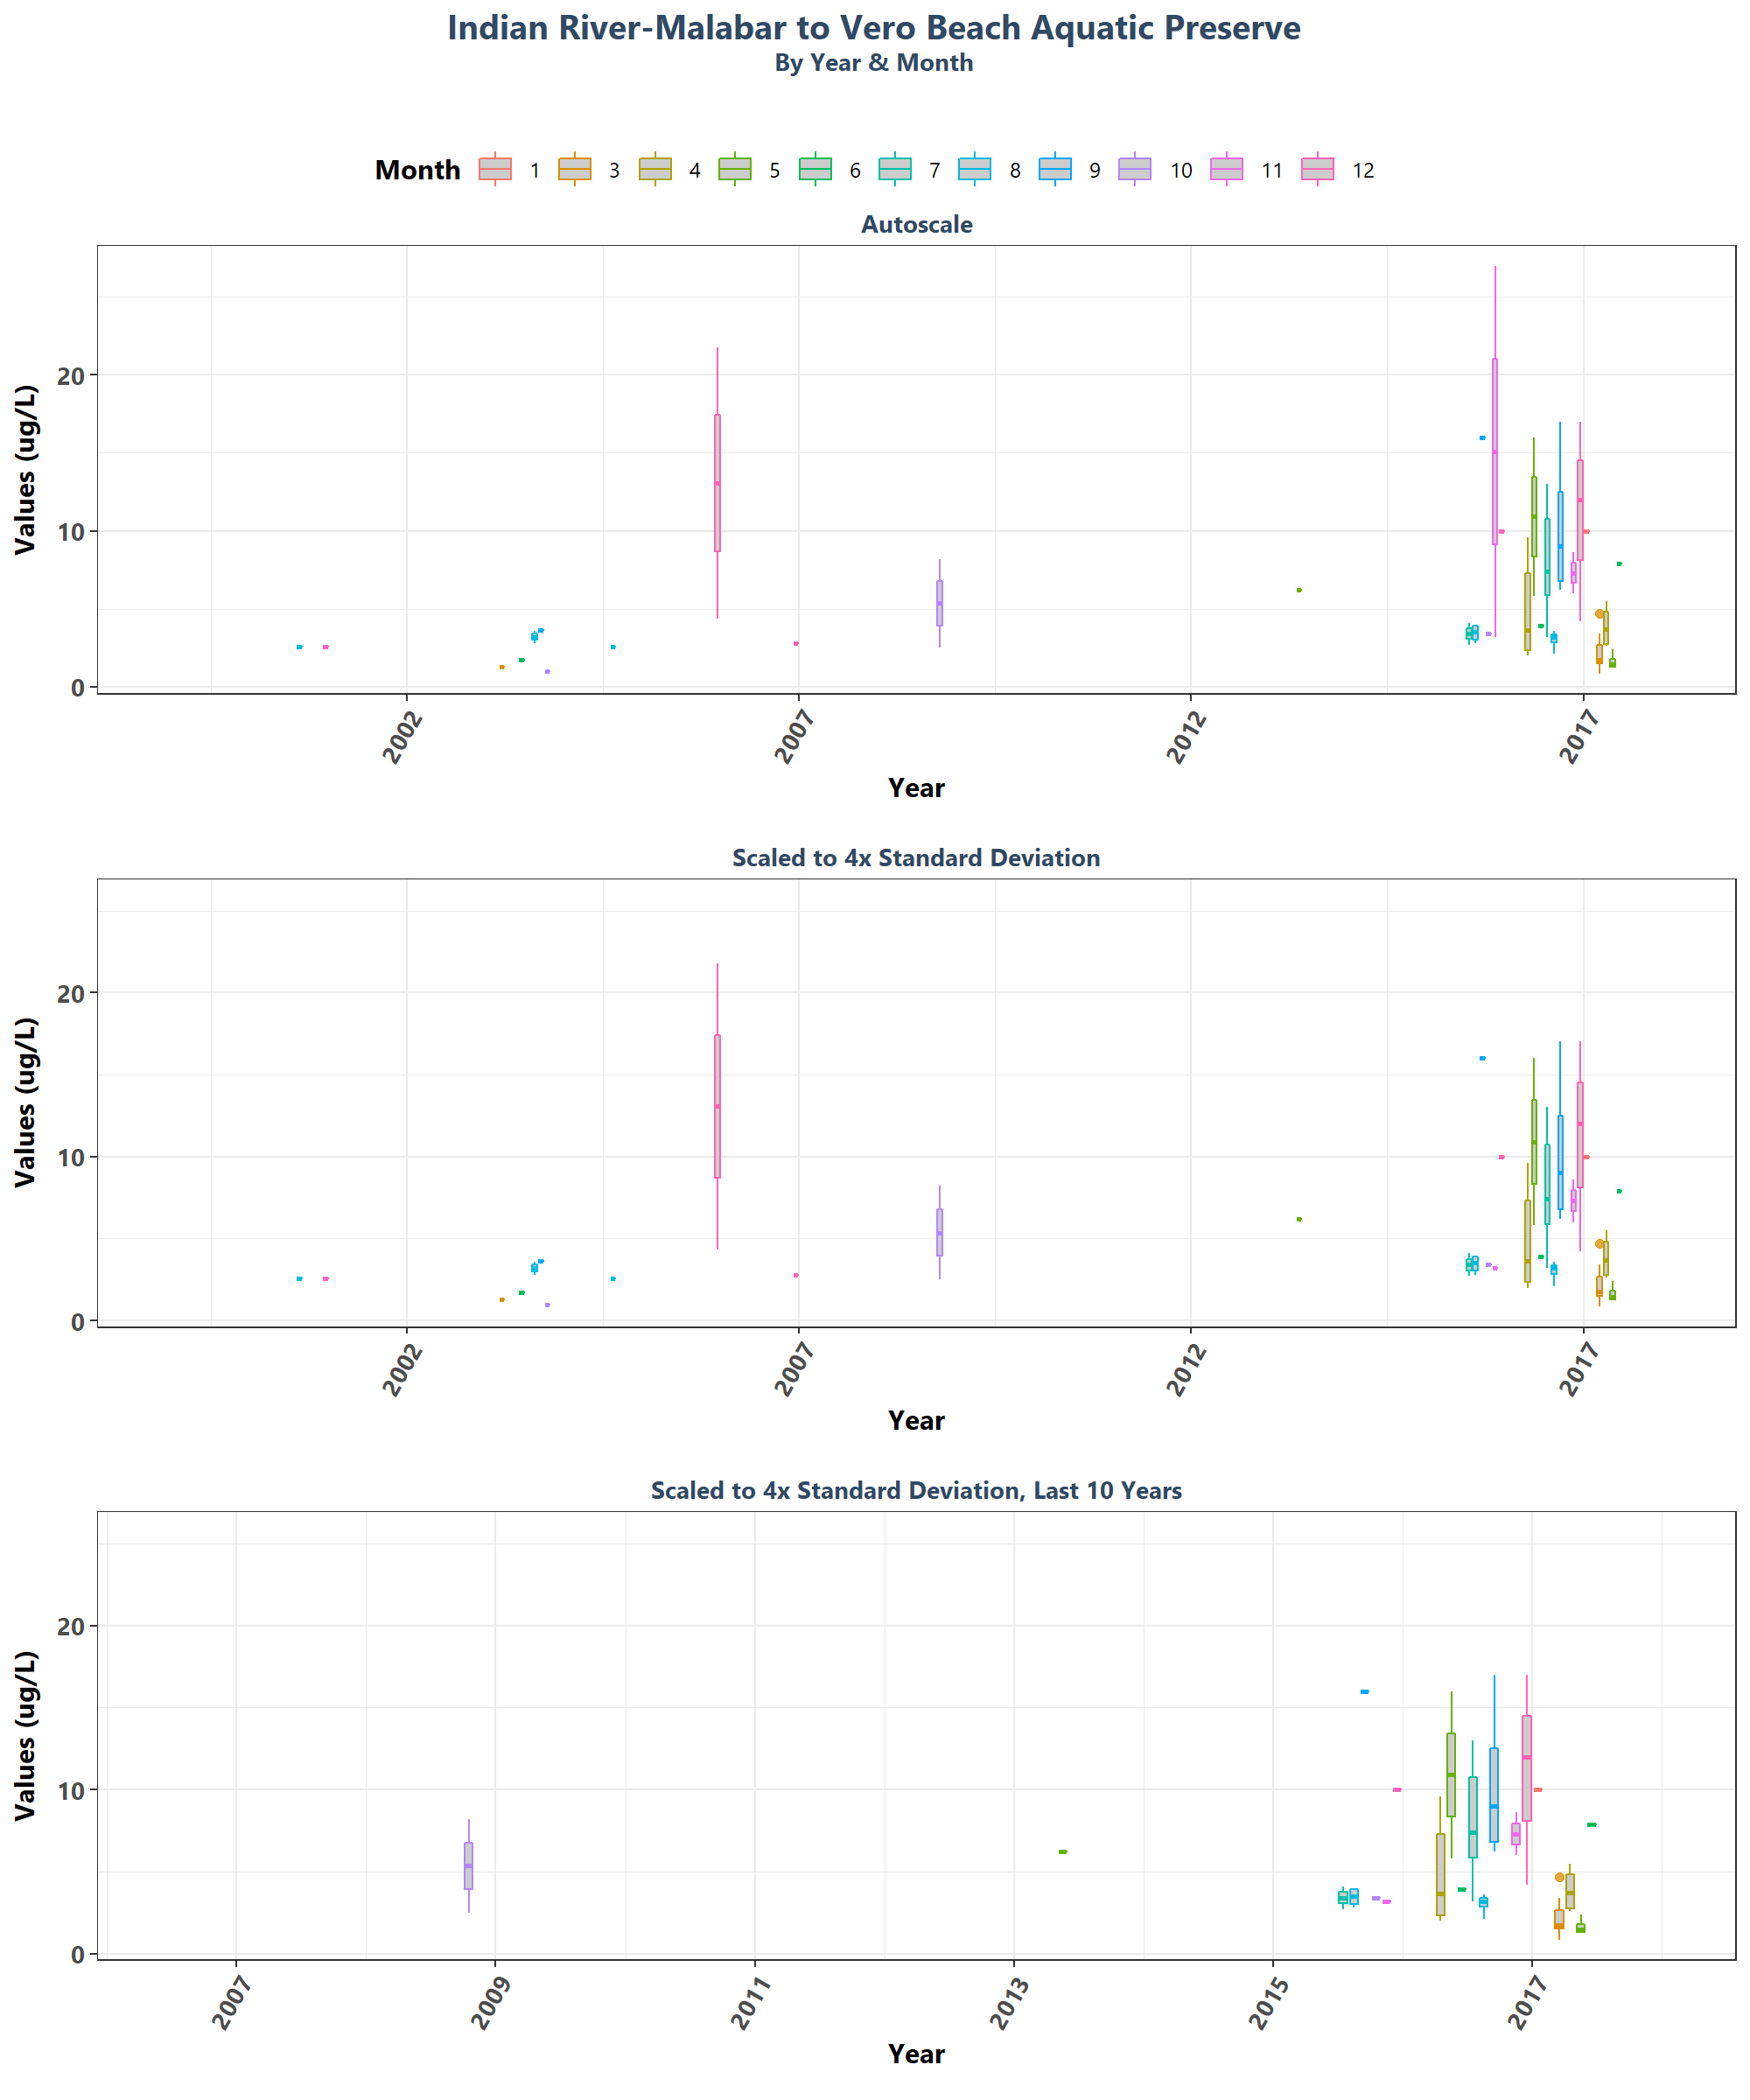 Indian River-Malabar to Vero Beach Aquatic Preserve
By Year & Month
Month 1 3 4 5 6 7 8 9 10 11 12
Autoscale
Values (ug/L)
20
10
0
2002 2007 2012 2017
Year
Scaled to 4x Standard Deviation
Values (ug/L)
20
10
0
2002 2007 2012 2017
Year
Scaled to 4x Standard Deviation, Last 10 Years
Values (ug/L)
20
10
0
2007 2009 2011 2013 2015 2017
Year